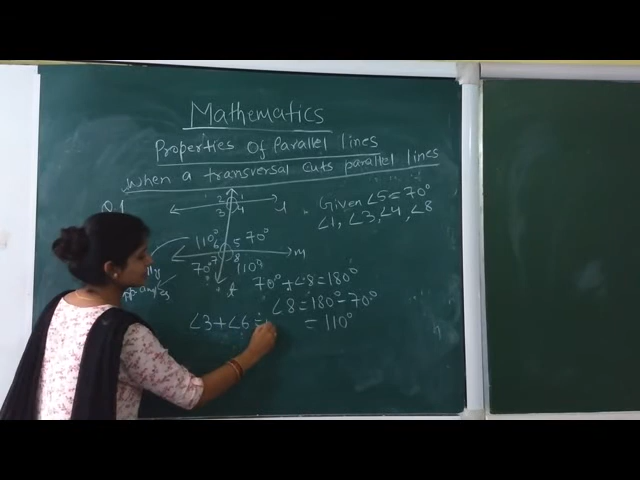 Mathematics
Properties Of Parallel lines
when a transversal cuts parallel lines
Q.1
2 1
3 4
l
Given ∠5 = 70°
∠1, ∠3, ∠4, ∠8
110° 6 5 70°
70° 7 8 110°
m
t
70° + ∠8 = 180°
∠8 = 180° - 70°
= 110°
∠3 + ∠6 =